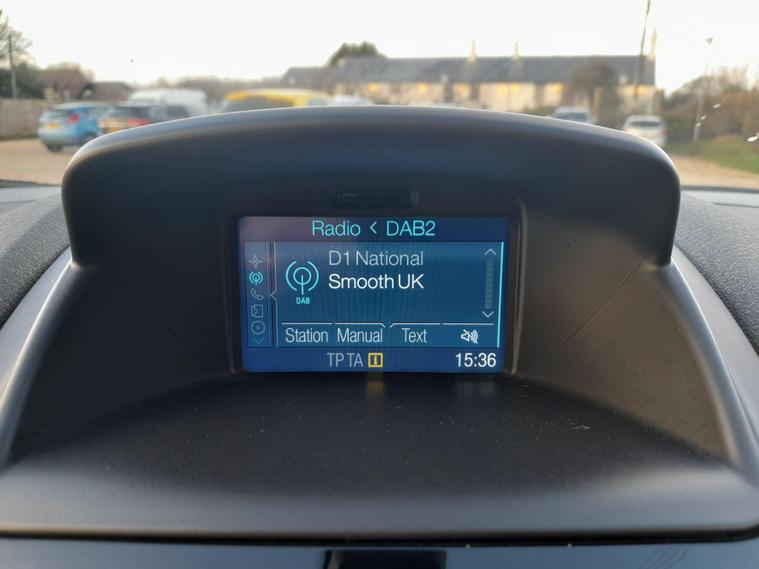 Radio < DAB2
D1 National
Smooth UK
DAB
Station Manual Text
TP TA i 15:36